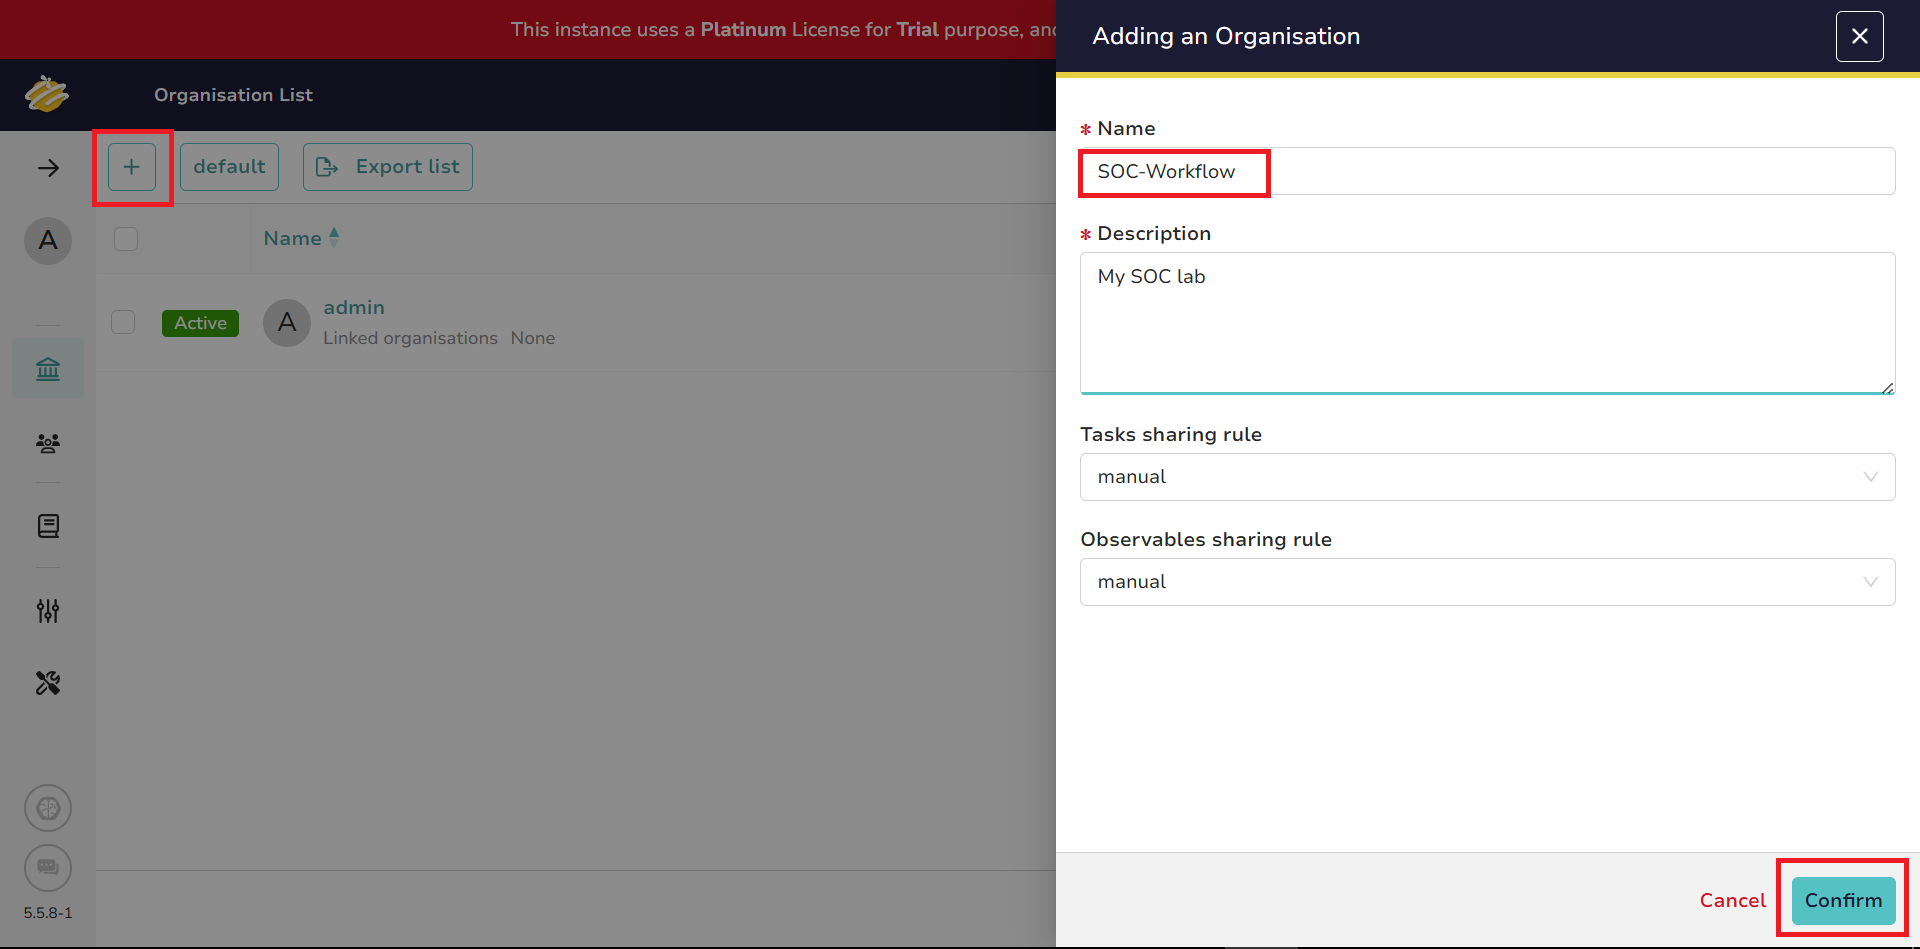 This instance uses a Platinum License for Trial purpose, and
Organisation List
default
Export list
Name
Active
A
admin
Linked organisations None
A
5.5.8-1
Adding an Organisation
* Name
SOC-Workflow
* Description
My SOC lab
Tasks sharing rule
manual
Observables sharing rule
manual
Cancel
Confirm